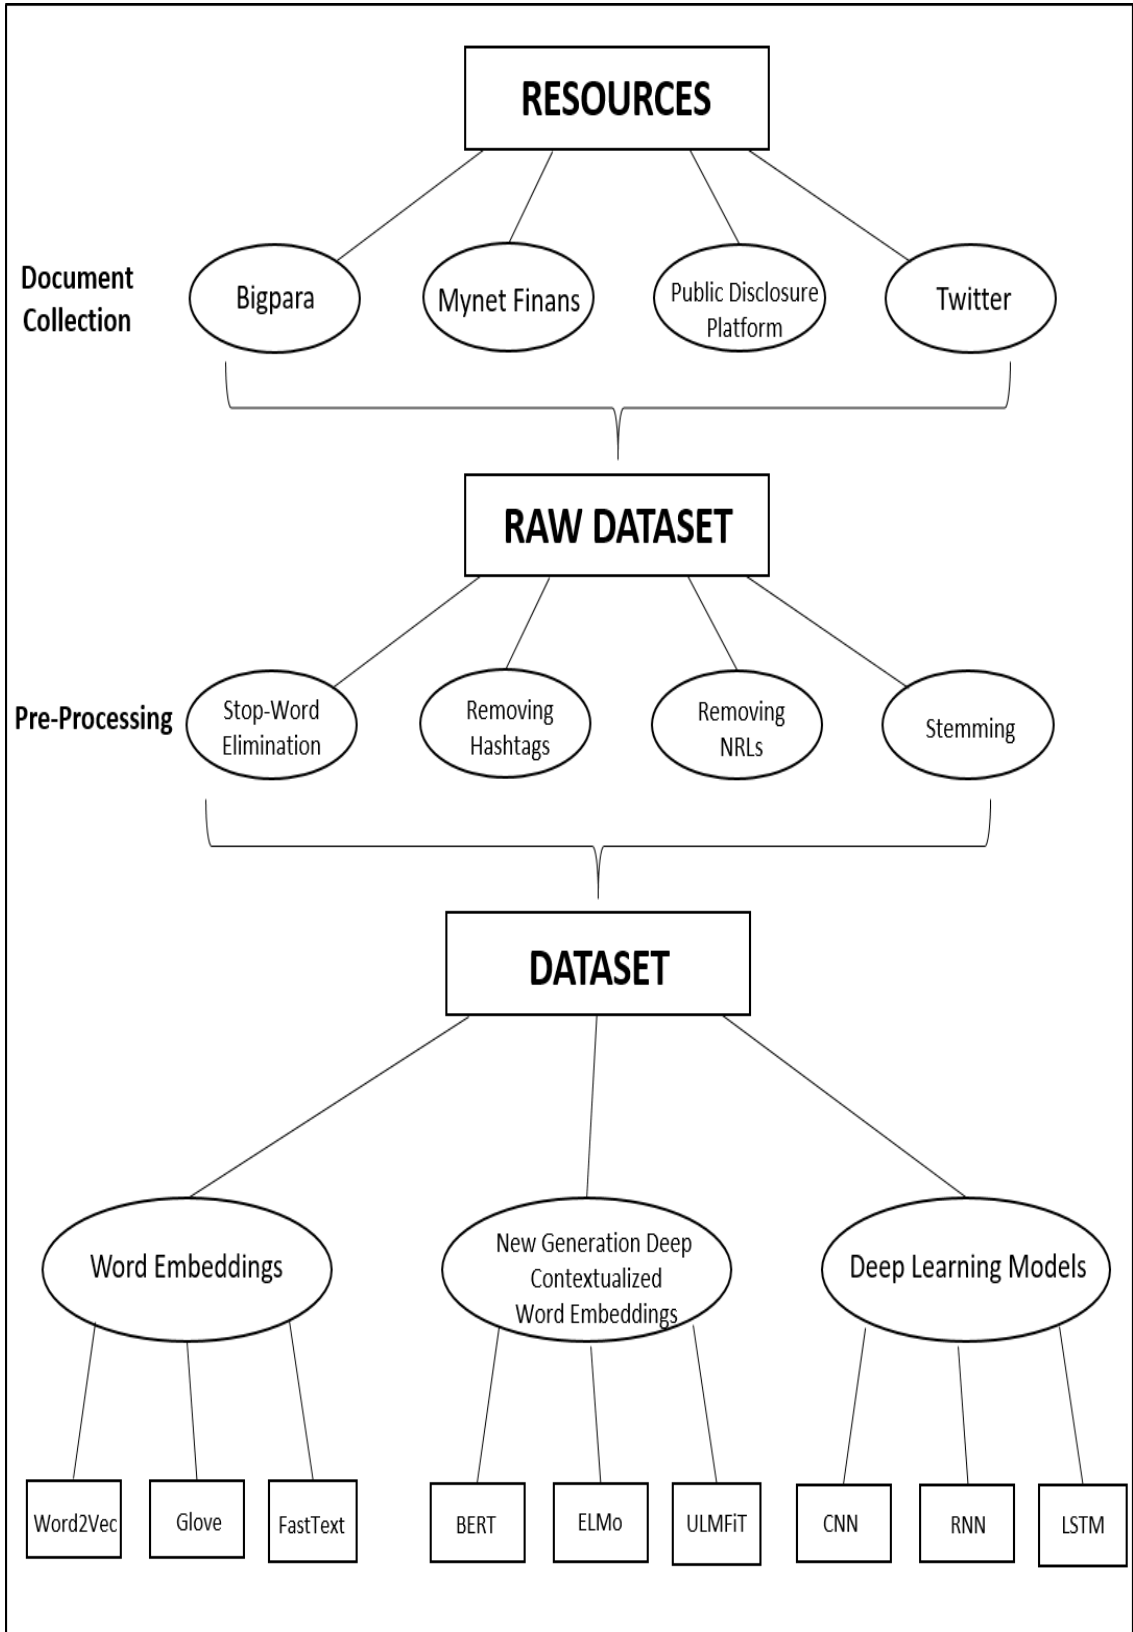 RESOURCES
Document
Collection
Bigpara
Mynet Finans
Public Disclosure
Platform
Twitter
RAW DATASET
Pre-Processing
Stop-Word
Elimination
Removing
Hashtags
Removing
NRLs
Stemming
DATASET
Word Embeddings
New Generation Deep
Contextualized
Word Embeddings
Deep Learning Models
Word2Vec
Glove
FastText
BERT
ELMo
ULMFiT
CNN
RNN
LSTM